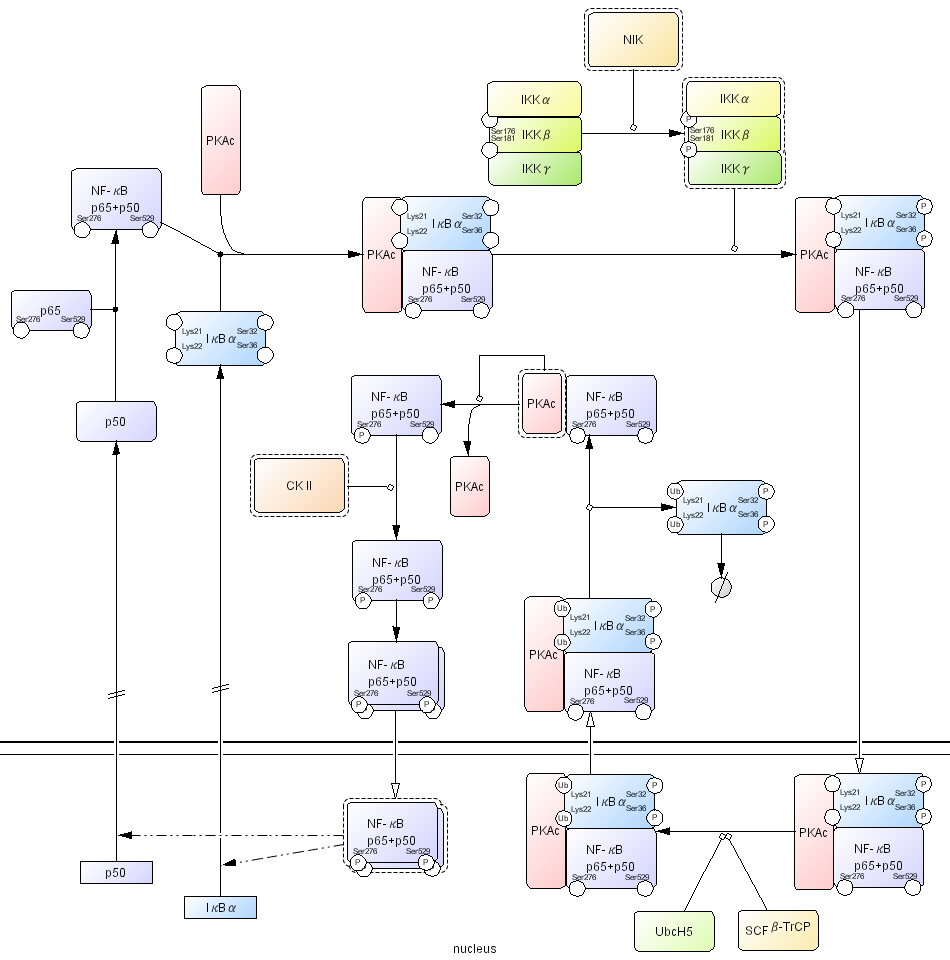 NIK
IKK α
IKK β
Ser176
Ser181
IKK γ
IKK α
P
IKK β
Ser176
Ser181
P
IKK γ
PKAc
NF- κB
p65+p50
Ser276 Ser529
PKAc
Lys21 Ser32
IκBα
Lys22 Ser36
NF- κB
p65+p50
Ser276 Ser529
PKAc
Lys21 Ser32 P
IκBα
Lys22 Ser36 P
NF- κB
p65+p50
Ser276 Ser529
p65
Ser276 Ser529
Lys21 Ser32
IκBα
Lys22 Ser36
p50
NF- κB
p65+p50
Ser276 Ser529
P
PKAc
NF- κB
p65+p50
Ser276 Ser529
CK II
PKAc
Ub Lys21 Ser32 P
IκBα
Ub Lys22 Ser36 P
NF- κB
p65+p50
Ser276 Ser529
P P
PKAc
Ub Lys21 Ser32 P
IκBα
Ub Lys22 Ser36 P
NF- κB
p65+p50
Ser276 Ser529
NF- κB
p65+p50
Ser276 Ser529
P P
NF- κB
p65+p50
Ser276 Ser529
P P
PKAc
Ub Lys21 Ser32 P
IκBα
Ub Lys22 Ser36 P
NF- κB
p65+p50
Ser276 Ser529
PKAc
Lys21 Ser32 P
IκBα
Lys22 Ser36 P
NF- κB
p65+p50
Ser276 Ser529
p50
IκBα
UbcH5
SCF β-TrCP
nucleus